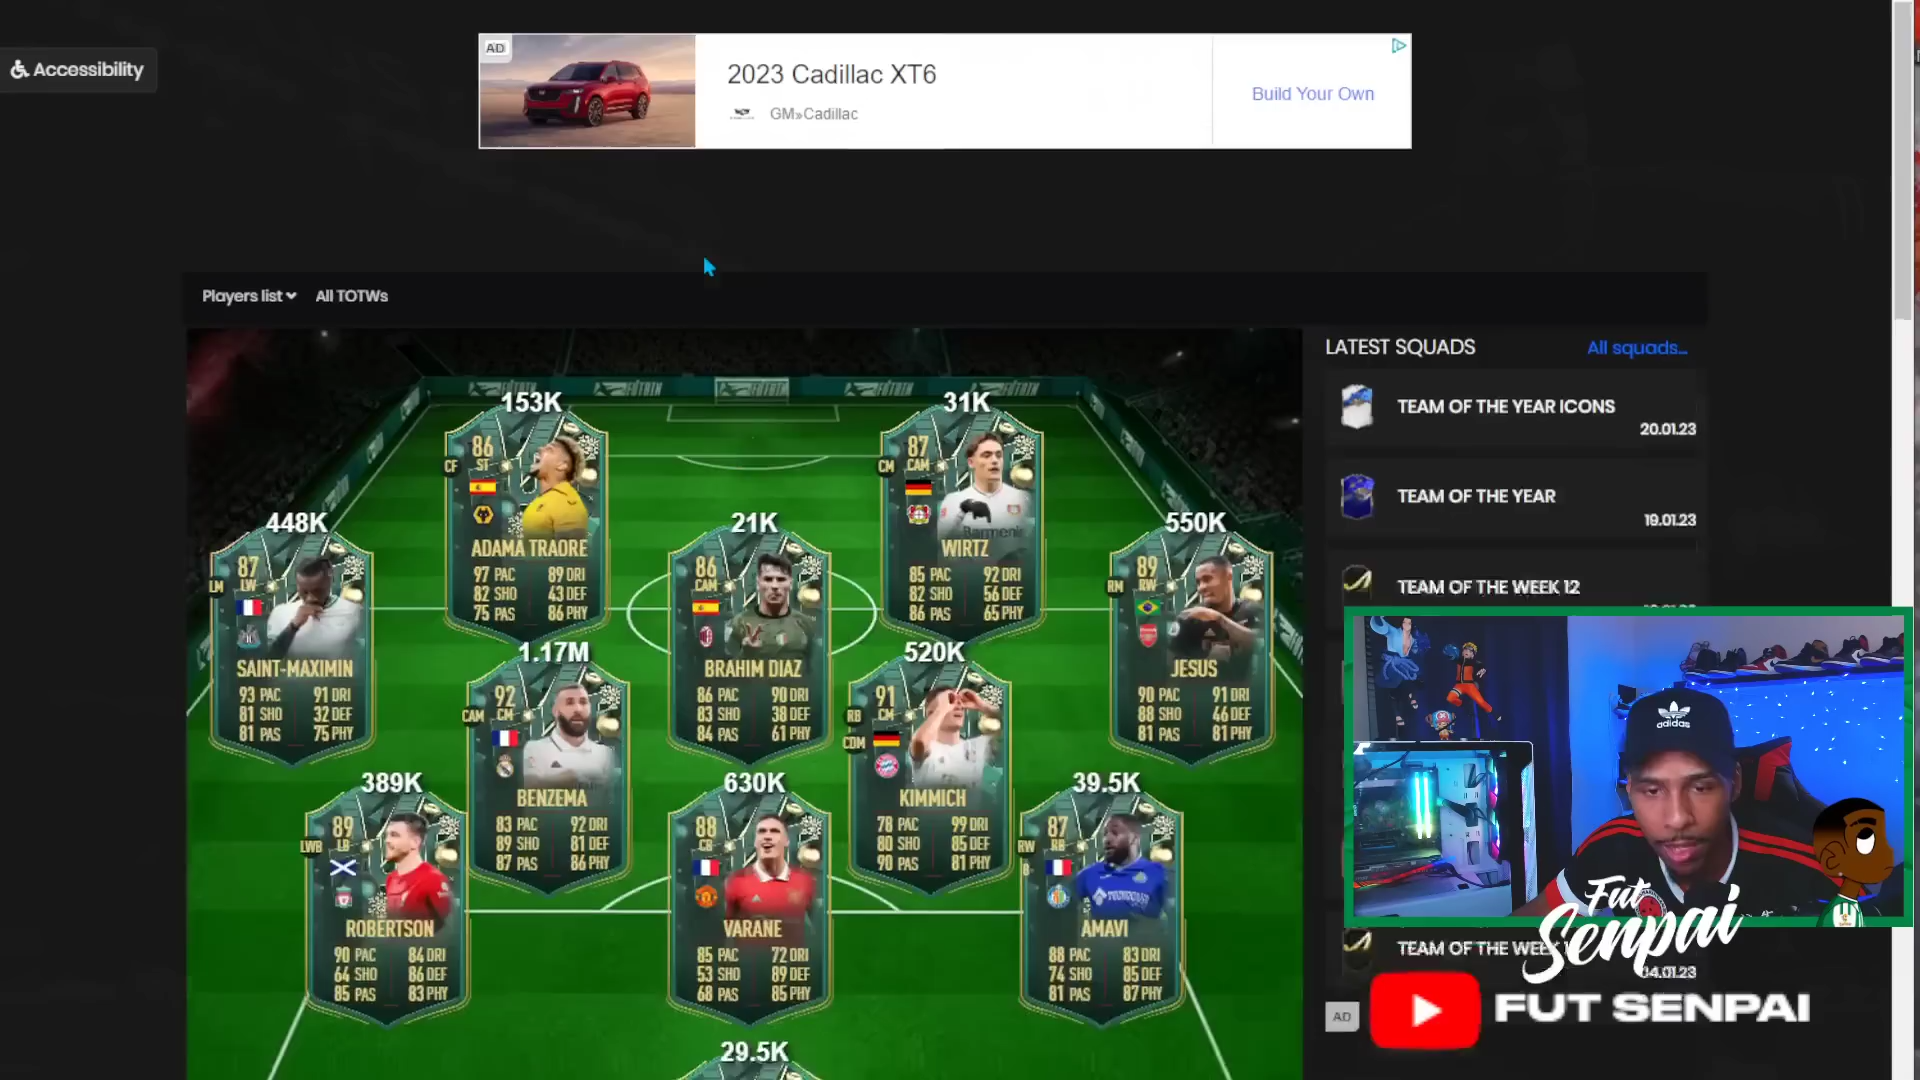 AD
2023 Cadillac XT6
GM»Cadillac
Build Your Own
Accessibility
Players list
All TOTWs
LATEST SQUADS
All squads...
TEAM OF THE YEAR ICONS
20.01.23
TEAM OF THE YEAR
19.01.23
TEAM OF THE WEEK 12
TEAM OF THE WEEK
04.01.23
AD
153K
86
ST
CF
ADAMA TRAORE
97 PAC 89 DRI
82 SHO 43 DEF
75 PAS 86 PHY
31K
87
CAM
CM
WIRTZ
85 PAC 92 DRI
82 SHO 56 DEF
86 PAS 65 PHY
448K
87
LW
LM
SAINT-MAXIMIN
93 PAC 91 DRI
81 SHO 32 DEF
81 PAS 75 PHY
21K
86
CAM
BRAHIM DIAZ
86 PAC 90 DRI
83 SHO 38 DEF
84 PAS 61 PHY
550K
89
RW
RM
JESUS
90 PAC 91 DRI
88 SHO 46 DEF
81 PAS 81 PHY
1.17M
92
CM
CAM
BENZEMA
83 PAC 92 DRI
89 SHO 81 DEF
87 PAS 86 PHY
520K
91
CM
RB
CDM
KIMMICH
78 PAC 99 DRI
80 SHO 85 DEF
90 PAS 81 PHY
389K
89
LB
LWB
ROBERTSON
90 PAC 84 DRI
64 SHO 86 DEF
85 PAS 83 PHY
630K
88
CB
VARANE
85 PAC 72 DRI
53 SHO 89 DEF
68 PAS 85 PHY
39.5K
87
RB
AMAVI
88 PAC 83 DRI
74 SHO 85 DEF
81 PAS 87 PHY
29.5K
adidas
Fut
Senpai
FUT SENPAI